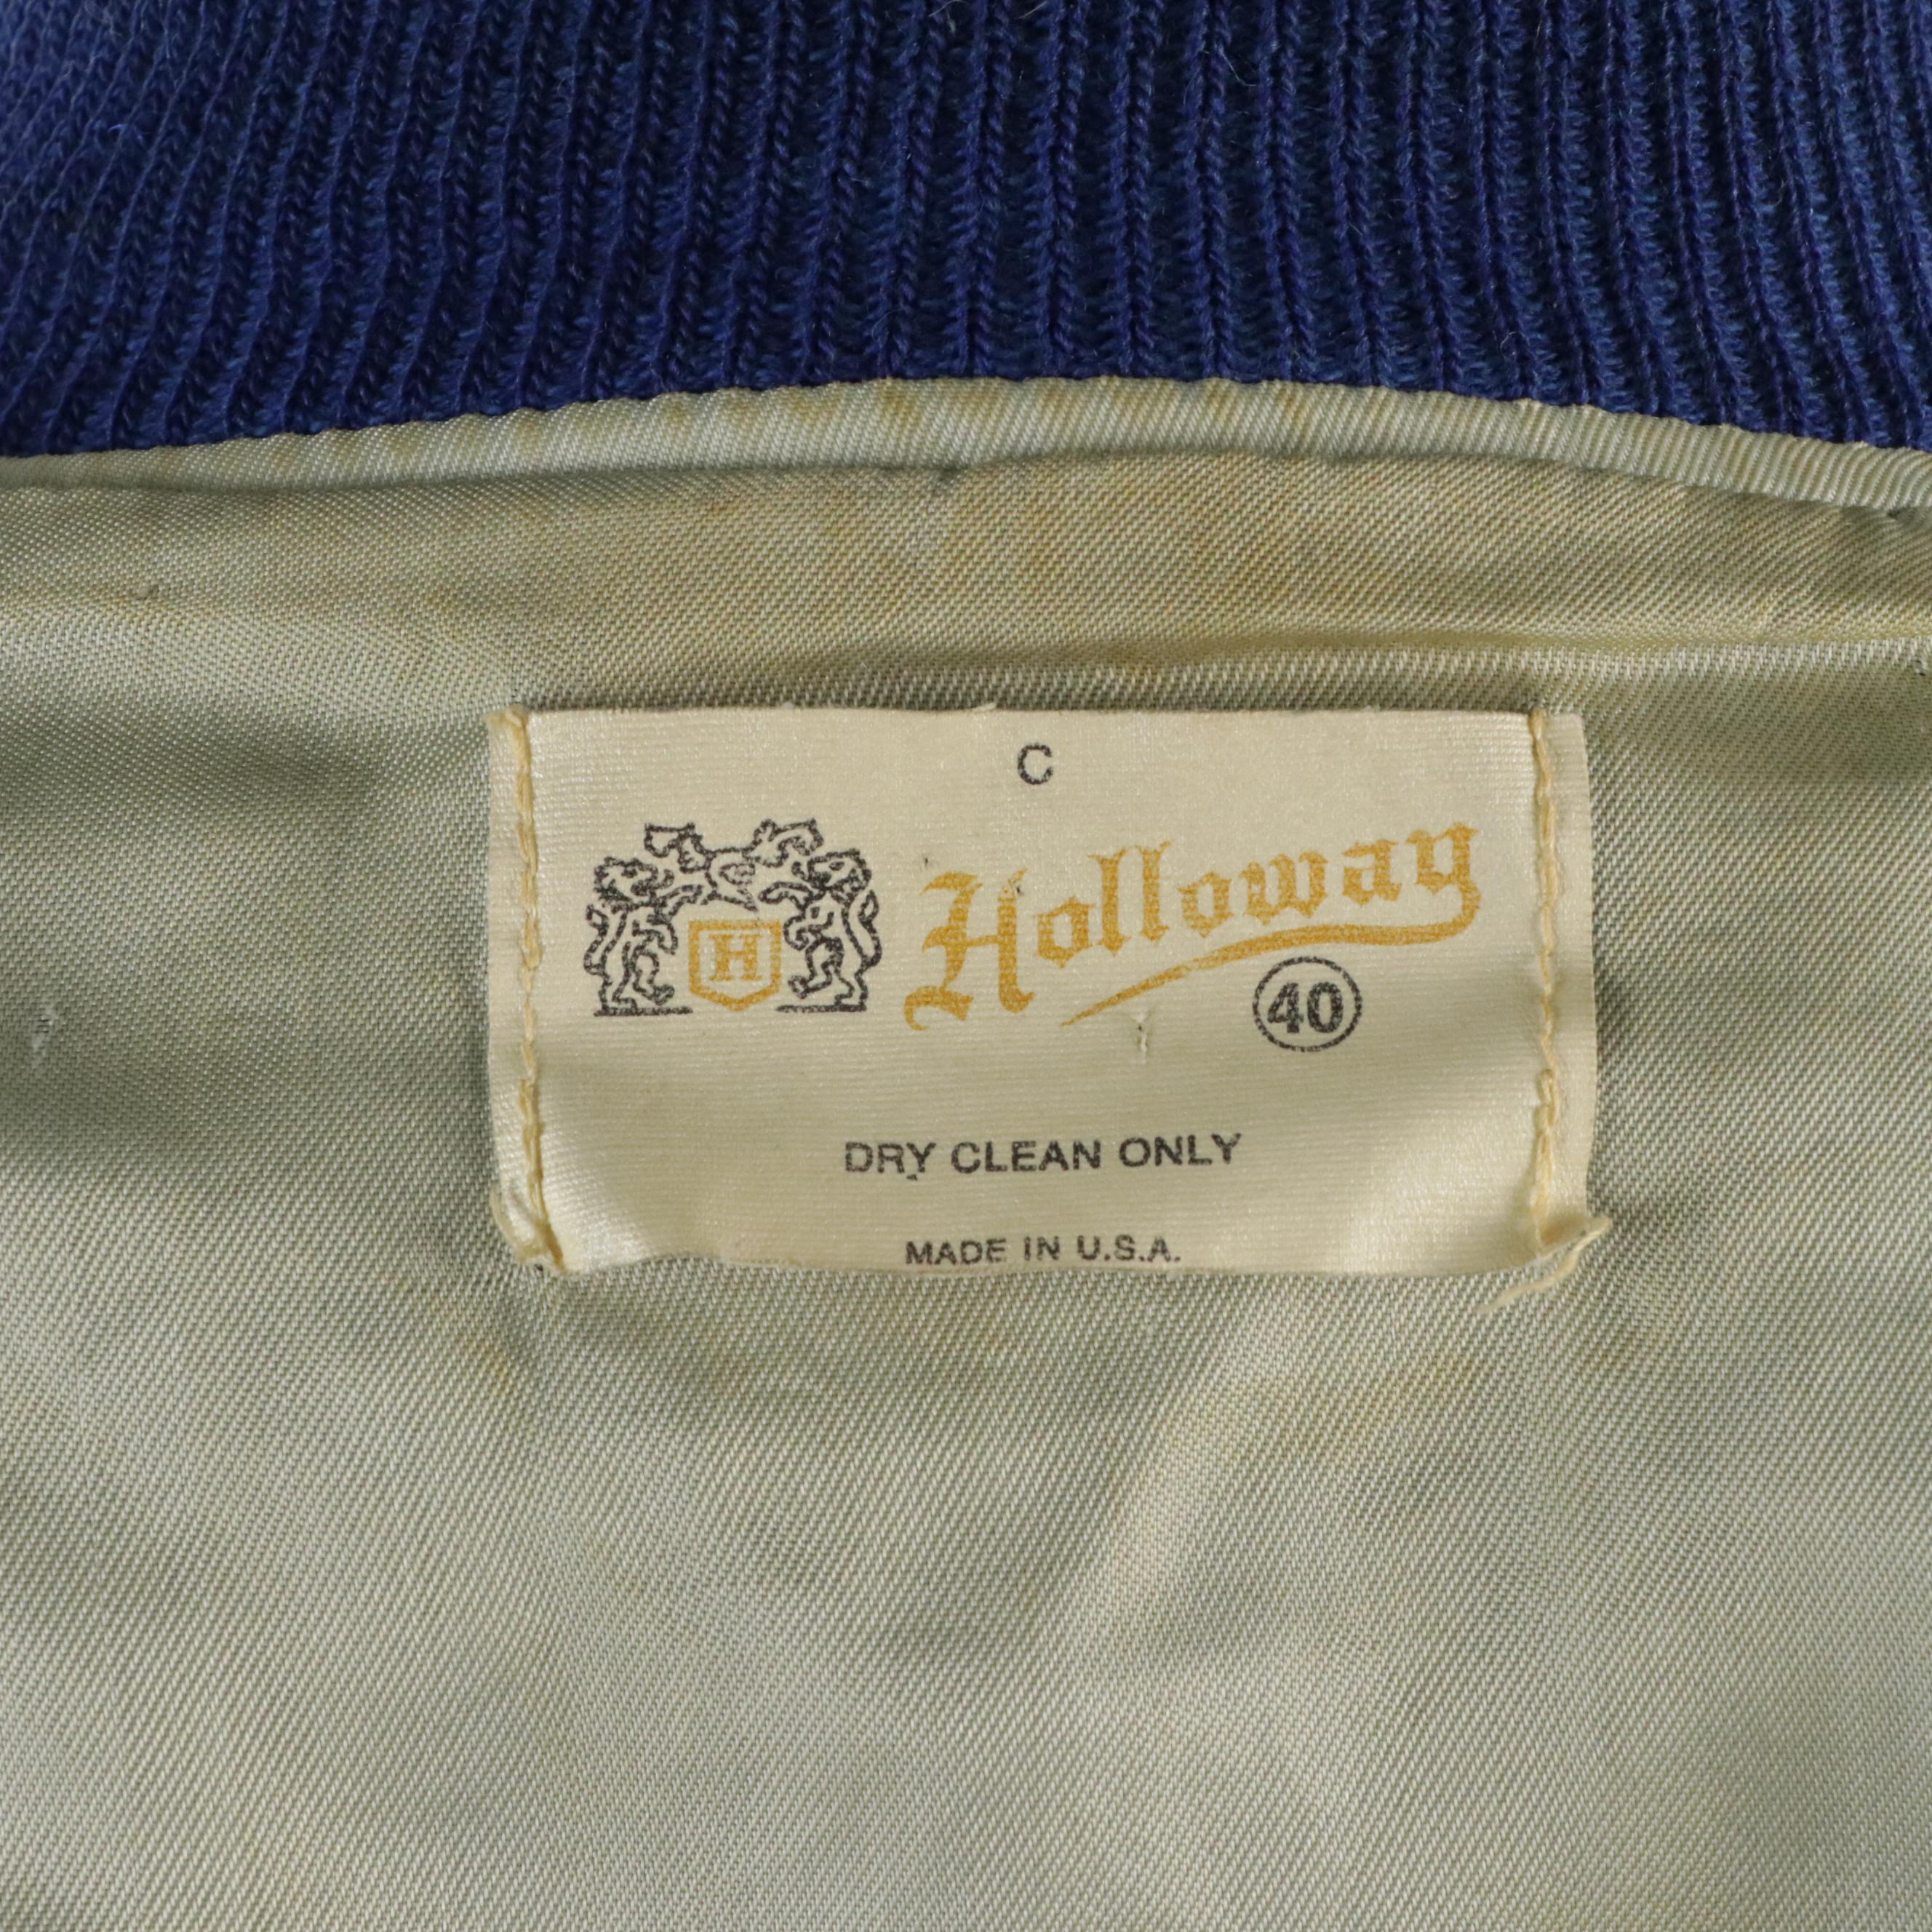 C
H Holloway
40
DRY CLEAN ONLY
MADE IN U.S.A.